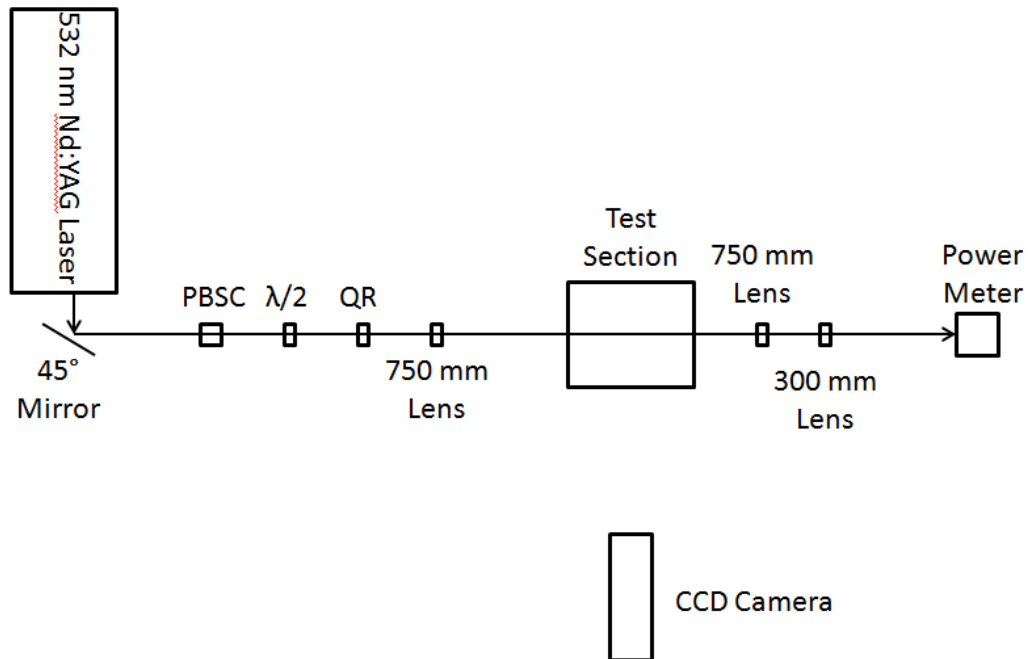 532 nm Nd:YAG Laser
Test
Section
750 mm
Lens
Power
Meter
PBSC
λ/2
QR
45°
Mirror
750 mm
Lens
300 mm
Lens
CCD Camera